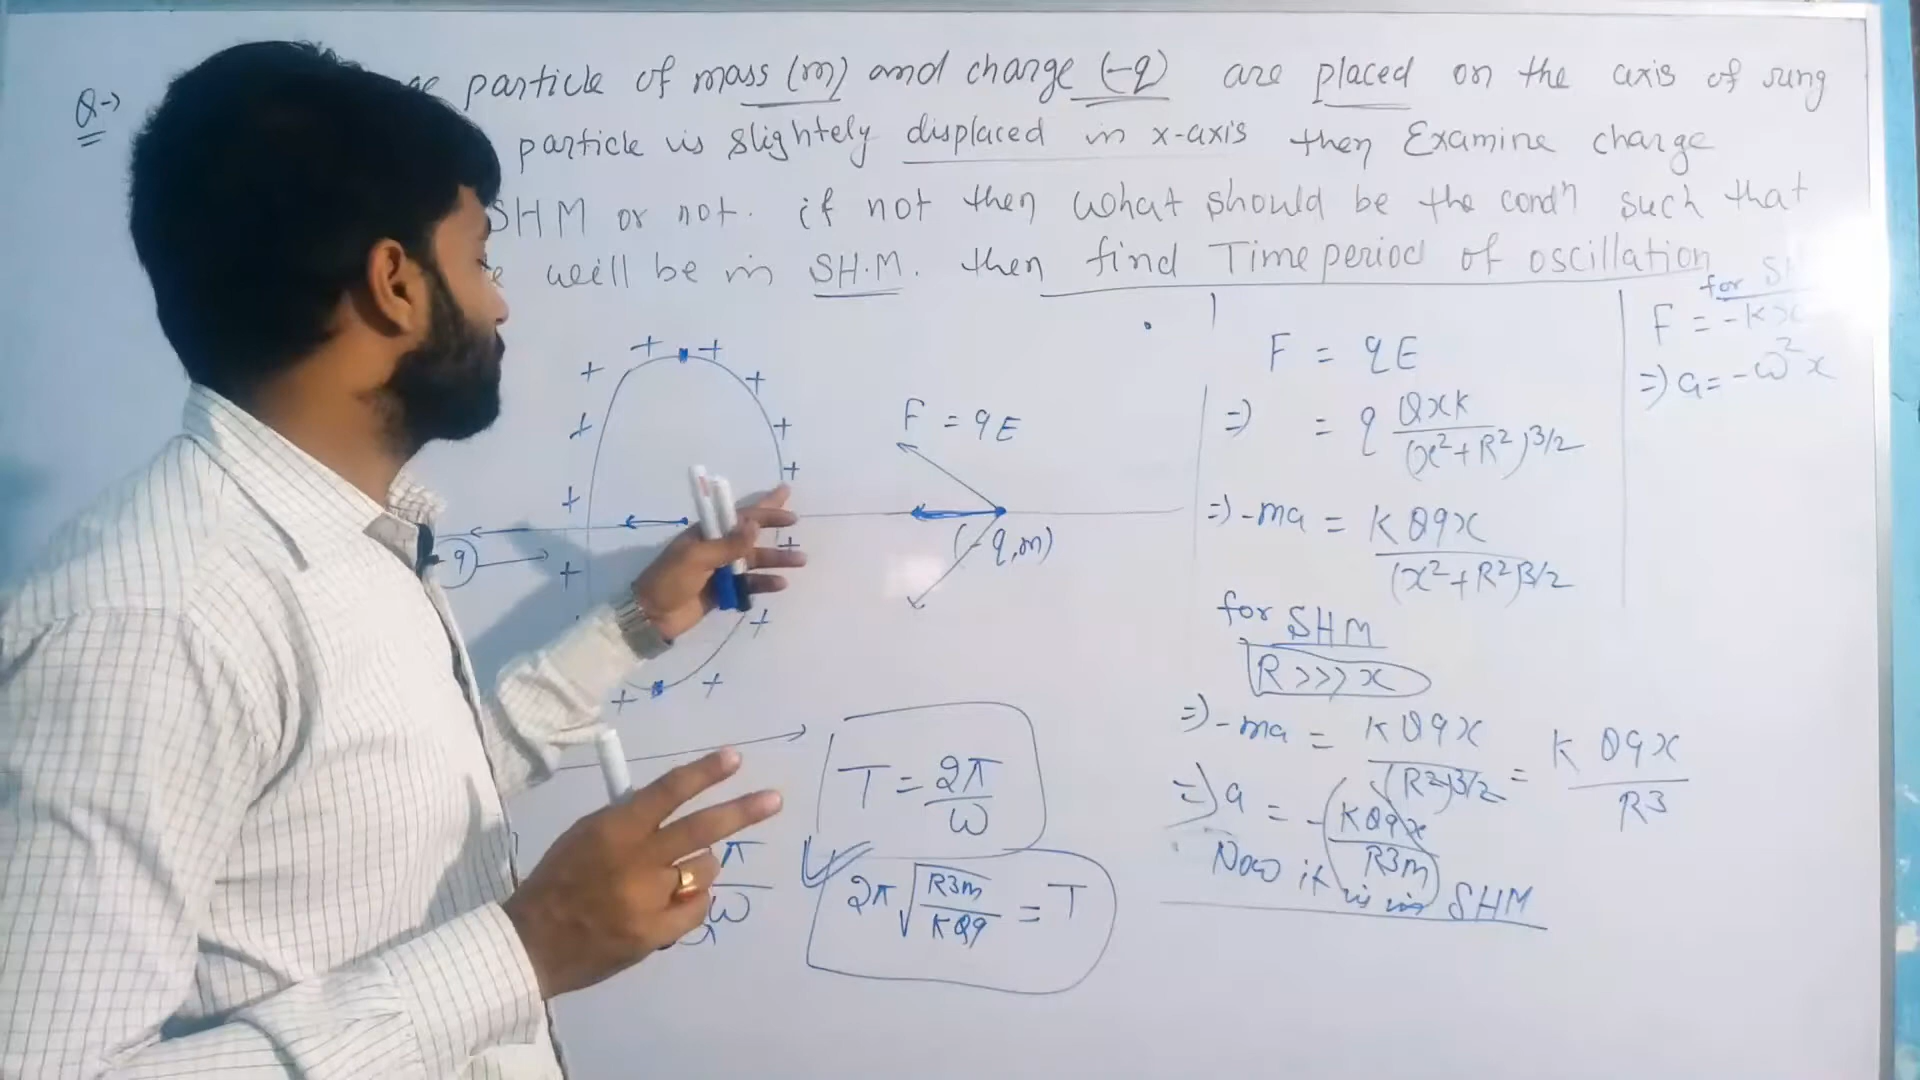 Q→ particle of mass (m) and charge (-q) are placed on the axis of ring
particle is slightely displaced in x-axis then Examine charge
SHM or not. if not then what should be the condn such that
will be in SH.M. then find Time period of oscillation
for
F = -Kx
=) a = -ω²x
F = qE
=) = q QxK/(x²+R²)3/2
=) -ma = KQqx/(x²+R²)3/2
for SHM
R>>>x
=) -ma = KQqx/(R²)3/2 = KQqx/R3
=) a = -(KQqx/R3m)
Now it is in SHM
+ + + + + + + + + + + + + +
F = qE
(-q,m)
-q
T = 2π/ω
2π√(R3m/KQq) = T
π/ω